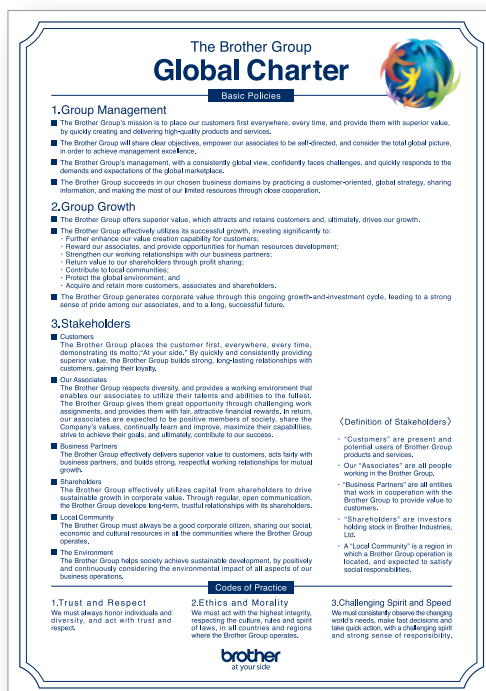 The Brother Group
Global Charter
Basic Policies
1.Group Management
■ The Brother Group's mission is to place our customers first everywhere, every time, and provide them with superior value,
by quickly creating and delivering high-quality products and services.
■ The Brother Group will share clear objectives, empower our associates to be self-directed, and consider the total global picture,
in order to achieve management excellence.
■ The Brother Group's management, with a consistently global view, confidently faces challenges, and quickly responds to the
demands and expectations of the global marketplace.
■ The Brother Group succeeds in our chosen business domains by practicing a customer-oriented, global strategy, sharing
information, and making the most of our limited resources through close cooperation.
2.Group Growth
■ The Brother Group offers superior value, which attracts and retains customers and, ultimately, drives our growth.
■ The Brother Group effectively utilizes its successful growth, investing significantly to:
· Further enhance our value creation capability for customers;
· Reward our associates, and provide opportunities for human resources development;
· Strengthen our working relationships with our business partners;
· Return value to our shareholders through profit sharing;
· Contribute to local communities;
· Protect the global environment; and
· Acquire and retain more customers, associates and shareholders.
■ The Brother Group generates corporate value through this ongoing growth-and-investment cycle, leading to a strong
sense of pride among our associates, and to a long, successful future.
3.Stakeholders
■ Customers
The Brother Group places the customer first, everywhere, every time,
demonstrating its motto;"At your side." By quickly and consistently providing
superior value, the Brother Group builds strong, long-lasting relationships with
customers, gaining their loyalty.
■ Our Associates
The Brother Group respects diversity, and provides a working environment that
enables our associates to utilize their talents and abilities to the fullest.
The Brother Group gives them great opportunity through challenging work
assignments, and provides them with fair, attractive financial rewards. In return,
our associates are expected to be positive members of society, share the
Company's values, continually learn and improve, maximize their capabilities,
strive to achieve their goals, and ultimately, contribute to our success.
■ Business Partners
The Brother Group effectively delivers superior value to customers, acts fairly with
business partners, and builds strong, respectful working relationships for mutual
growth.
■ Shareholders
The Brother Group effectively utilizes capital from shareholders to drive
sustainable growth in corporate value. Through regular, open communication,
the Brother Group develops long-term, trustful relationships with its shareholders.
■ Local Community
The Brother Group must always be a good corporate citizen, sharing our social,
economic and cultural resources in all the communities where the Brother Group
operates.
■ The Environment
The Brother Group helps society achieve sustainable development, by positively
and continuously considering the environmental impact of all aspects of our
business operations.
〈Definition of Stakeholders〉
· "Customers" are present and
potential users of Brother Group
products and services.
· Our "Associates" are all people
working in the Brother Group.
· "Business Partners" are all entities
that work in cooperation with the
Brother Group to provide value to
customers.
· "Shareholders" are investors
holding stock in Brother Industries,
Ltd.
· A "Local Community" is a region in
which a Brother Group operation is
located, and expected to satisfy
social responsibilities.
Codes of Practice
1.Trust and Respect
We must always honor individuals and
diversity, and act with trust and
respect.
2.Ethics and Morality
We must act with the highest integrity,
respecting the culture, rules and spirit
of laws, in all countries and regions
where the Brother Group operates.
3.Challenging Spirit and Speed
We must consistently observe the changing
world's needs, make fast decisions and
take quick action, with a challenging spirit
and strong sense of responsibility.
brother
at your side